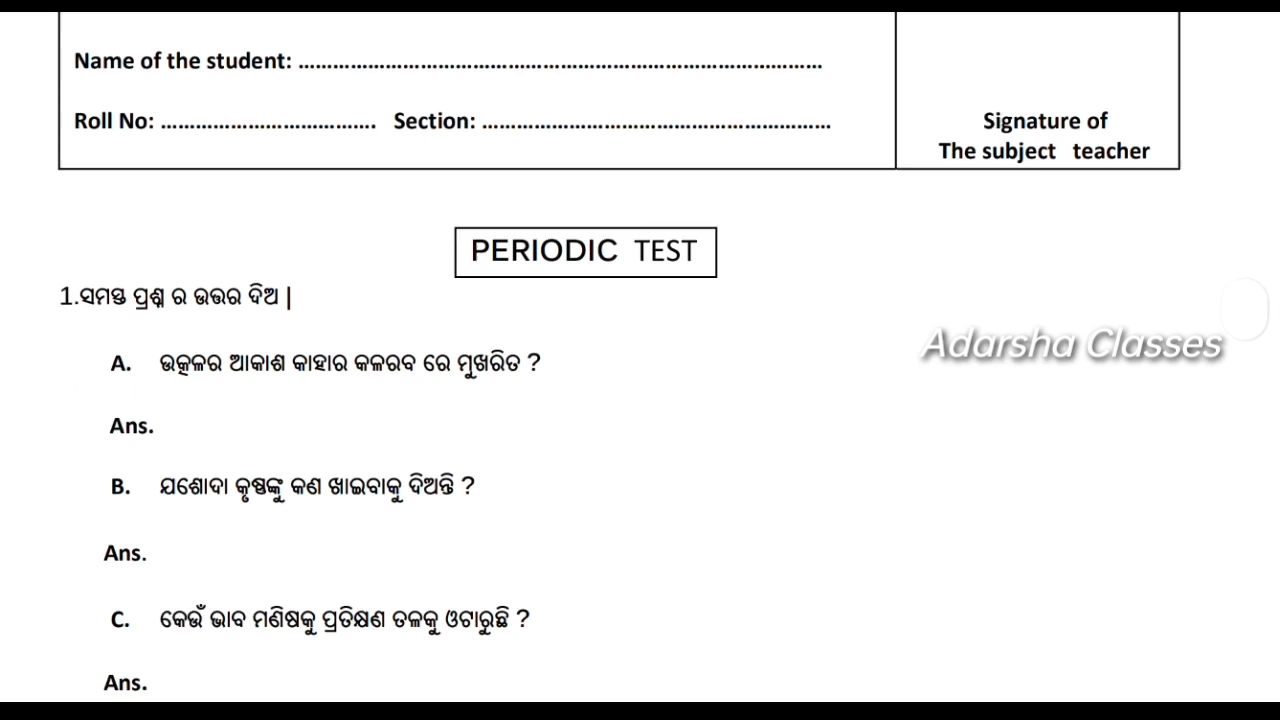 Name of the student: ……………………………………………………………………………
Roll No: ………………………………. Section: ……………………………………………………
Signature of
The subject teacher
PERIODIC TEST
1.ସମସ୍ତ ପ୍ରଶ୍ନ ର ଉତ୍ତର ଦିଅ |
Adarsha Classes
A. ଉତ୍କଳର ଆକାଶ କାହାର କଳରବ ରେ ମୁଖରିତ ?
Ans.
B. ଯଶୋଦା କୃଷ୍ଣଙ୍କୁ କଣ ଖାଇବାକୁ ଦିଅନ୍ତି ?
Ans.
C. କେଉଁ ଭାବ ମଣିଷକୁ ପ୍ରତିକ୍ଷଣ ତଳକୁ ଓଟାରୁଛି ?
Ans.